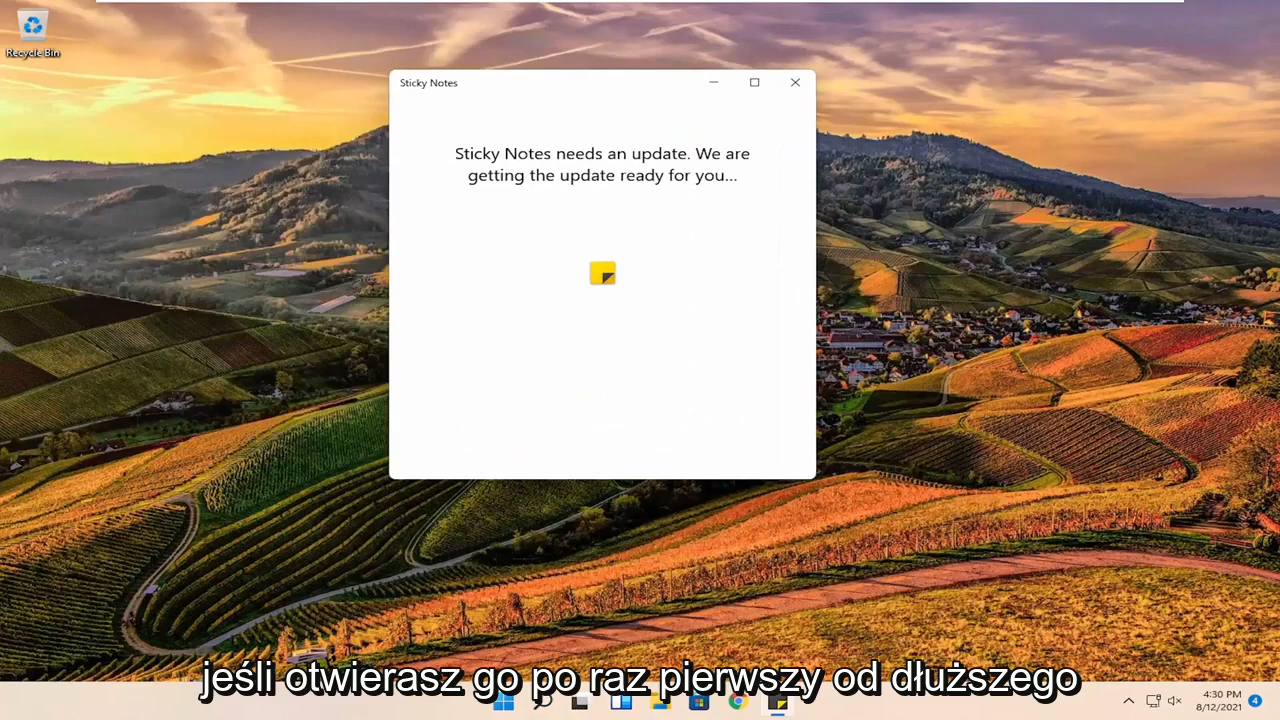 Recycle Bin
Sticky Notes
Sticky Notes needs an update. We are
getting the update ready for you...
jeśli otwierasz go po raz pierwszy od dłuższego
4:30 PM
8/12/2021
4